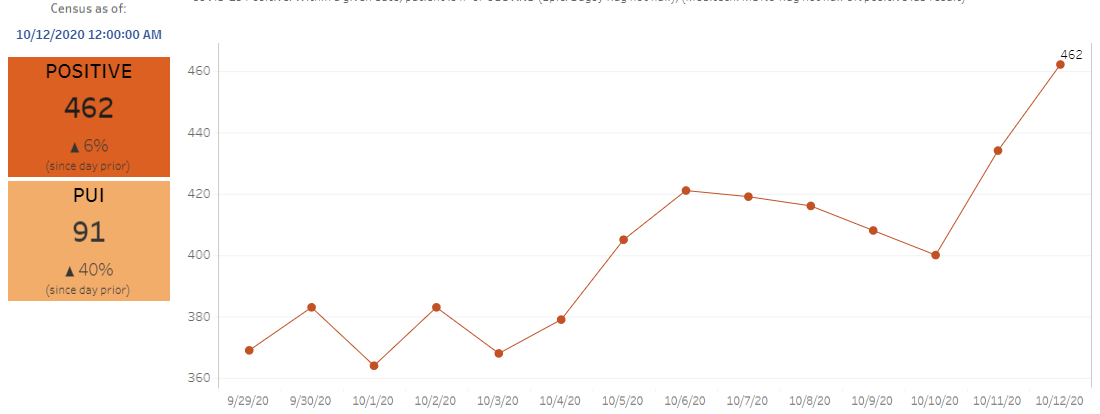 Census as of:
10/12/2020 12:00:00 AM
POSITIVE
462
▲ 6%
(since day prior)
PUI
91
▲ 40%
(since day prior)
462
460
440
420
400
380
360
9/29/20 9/30/20 10/1/20 10/2/20 10/3/20 10/4/20 10/5/20 10/6/20 10/7/20 10/8/20 10/9/20 10/10/20 10/11/20 10/12/20